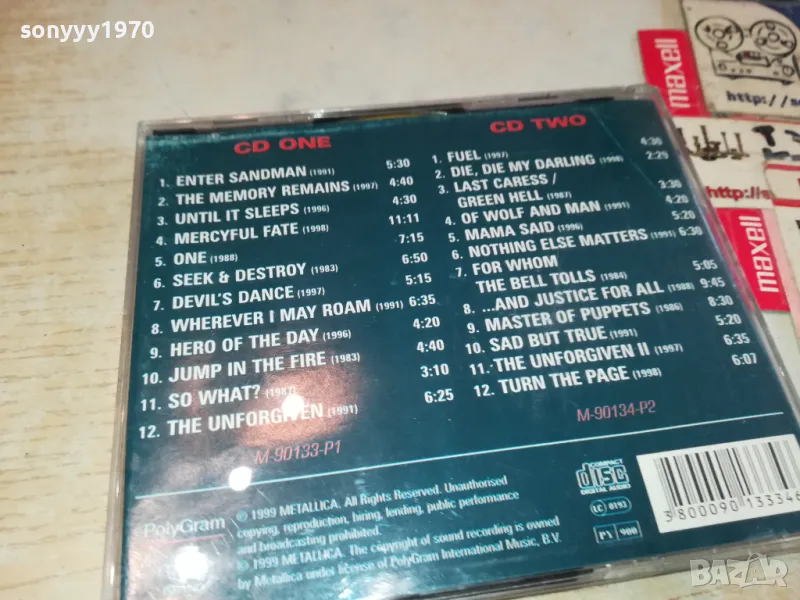 sonyyy1970
CD ONE
1. ENTER SANDMAN (1991) 5:30
2. THE MEMORY REMAINS (1997) 4:40
3. UNTIL IT SLEEPS (1996) 4:30
4. MERCYFUL FATE (1998) 11:11
5. ONE (1988) 7:15
6. SEEK & DESTROY (1983) 6:50
7. DEVIL'S DANCE (1997) 5:15
8. WHEREVER I MAY ROAM (1991) 6:35
9. HERO OF THE DAY (1996) 4:20
10. JUMP IN THE FIRE (1983) 4:40
11. SO WHAT? 3:10
12. THE UNFORGIVEN (1991) 6:25
M-90133-P1
CD TWO
1. FUEL (1997) 4:30
2. DIE, DIE MY DARLING (1998) 2:25
3. LAST CARESS /
GREEN HELL (1987) 3:30
4. OF WOLF AND MAN (1991) 4:20
5. MAMA SAID (1996) 5:20
6. NOTHING ELSE MATTERS (1991) 6:30
7. FOR WHOM
THE BELL TOLLS (1984) 5:05
8. ...AND JUSTICE FOR ALL (1988) 9:45
9. MASTER OF PUPPETS (1986) 8:30
10. SAD BUT TRUE (1991) 5:20
11. THE UNFORGIVEN II (1997) 6:35
12. TURN THE PAGE (1998) 6:07
M-90134-P2
PolyGram
© 1999 METALLICA. All Rights Reserved. Unauthorised
copying, reproduction, hiring, lending, public performance
and broadcasting prohibited.
℗ 1999 METALLICA. The copyright of sound recording is owned
by Metallica under license of PolyGram International Music, B.V.
COMPACT
disc
DIGITAL AUDIO
LC 0193
PY 900
3 800090 133346
maxell
http://s
http://s
maxell
BAZAR